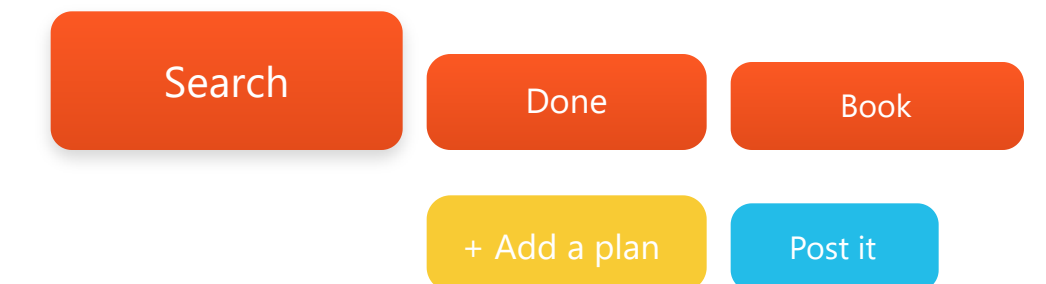 Search
Done
Book
+ Add a plan
Post it